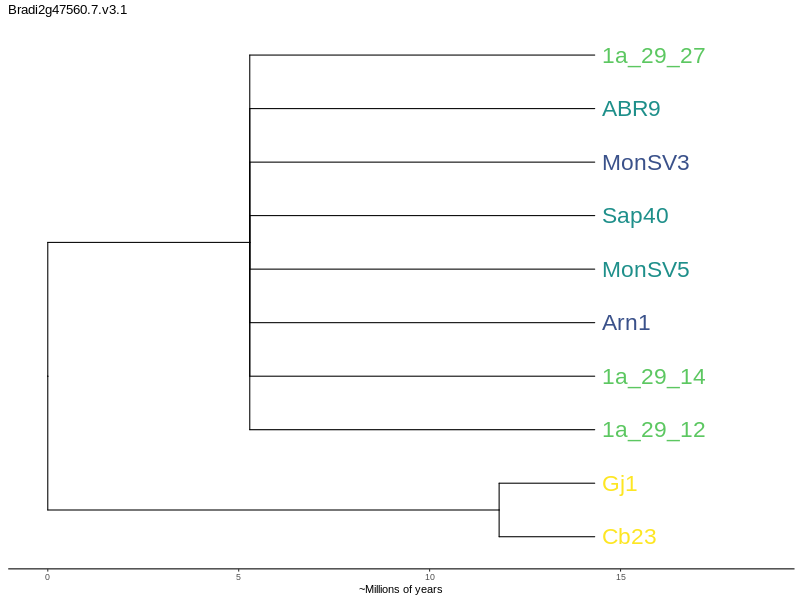 Bradi2g47560.7.v3.1
1a_29_27
ABR9
MonSV3
Sap40
MonSV5
Arn1
1a_29_14
1a_29_12
Gj1
Cb23
0 5 10 15
~Millions of years